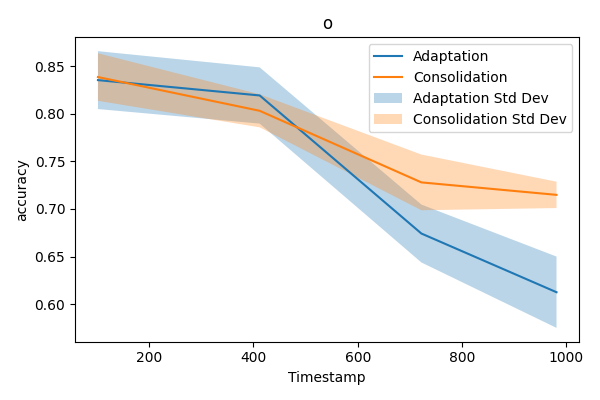 o
Adaptation
Consolidation
Adaptation Std Dev
Consolidation Std Dev
accuracy
0.85
0.80
0.75
0.70
0.65
0.60
200 400 600 800 1000
Timestamp